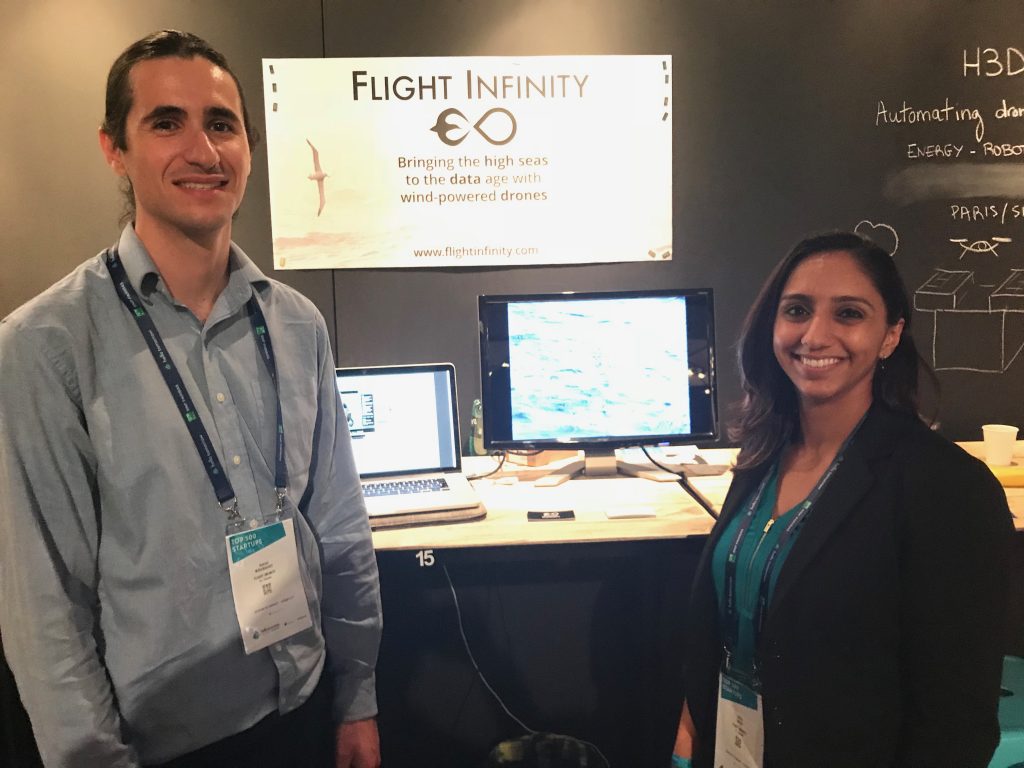 FLIGHT INFINITY
Bringing the high seas
to the data age with
wind-powered drones
www.flightinfinity.com
H3D
Automating dron
ENERGY - ROBO
PARIS/S
15
TOP 500
STARTUPS